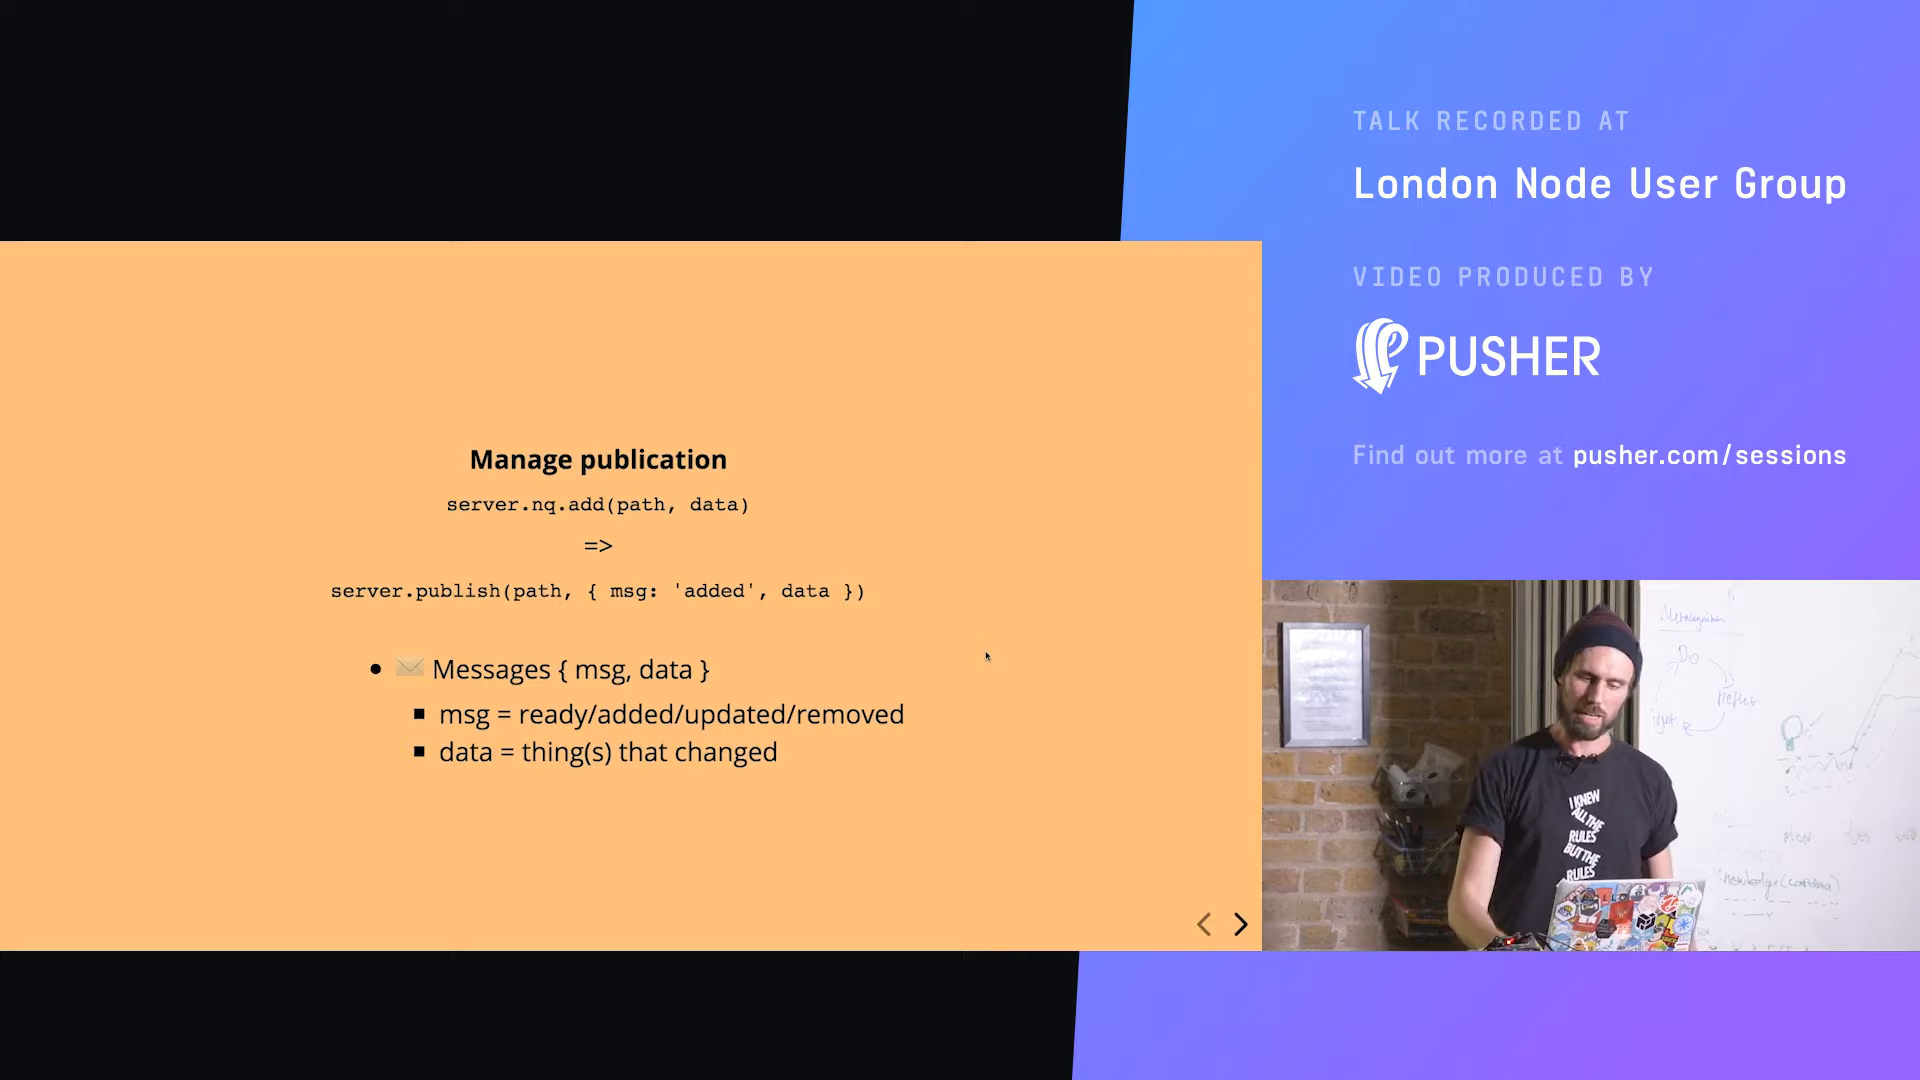 TALK RECORDED AT
London Node User Group
VIDEO PRODUCED BY
PUSHER
Find out more at pusher.com/sessions
Manage publication
server.nq.add(path, data)
=>
server.publish(path, { msg: 'added', data })
• Messages { msg, data }
▪ msg = ready/added/updated/removed
▪ data = thing(s) that changed
I KNEW
ALL THE
RULES
BUT THE
RULES
Do